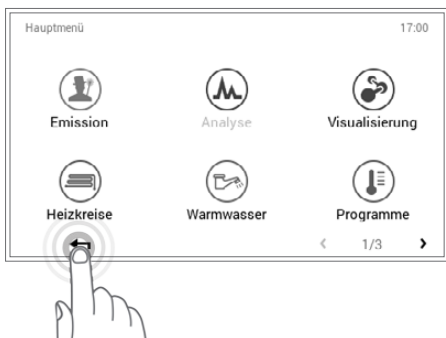 Hauptmenü 17:00
Emission Analyse Visualisierung
Heizkreise Warmwasser Programme
1/3